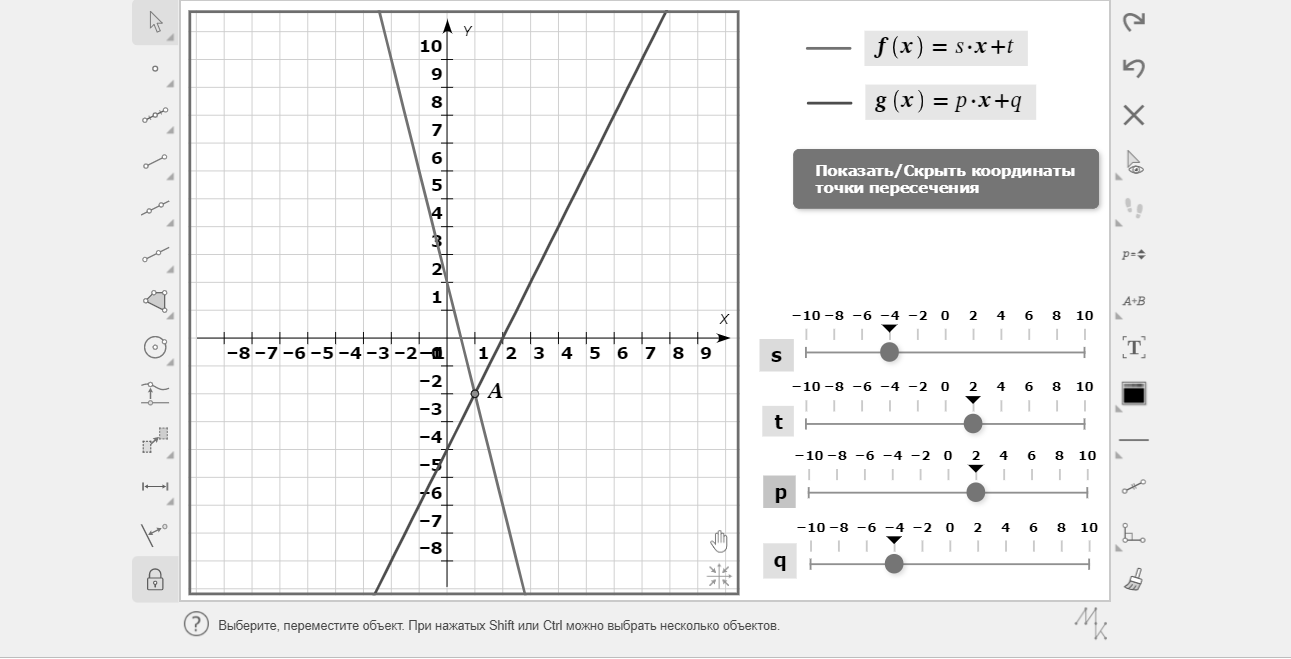 Y
10
9
8
7
6
5
4
3
2
1
X
−8 −7 −6 −5 −4 −3 −2 −1 0 1 2 3 4 5 6 7 8 9
−2
A
−3
−4
−5
−6
−7
−8
f(x) = s·x+t
g(x) = p·x+q
Показать/Скрыть координаты
точки пересечения
−10 −8 −6 −4 −2 0 2 4 6 8 10
s
−10 −8 −6 −4 −2 0 2 4 6 8 10
t
−10 −8 −6 −4 −2 0 2 4 6 8 10
p
−10 −8 −6 −4 −2 0 2 4 6 8 10
q
p=
A+B
T
? Выберите, переместите объект. При нажатых Shift или Ctrl можно выбрать несколько объектов.
MK